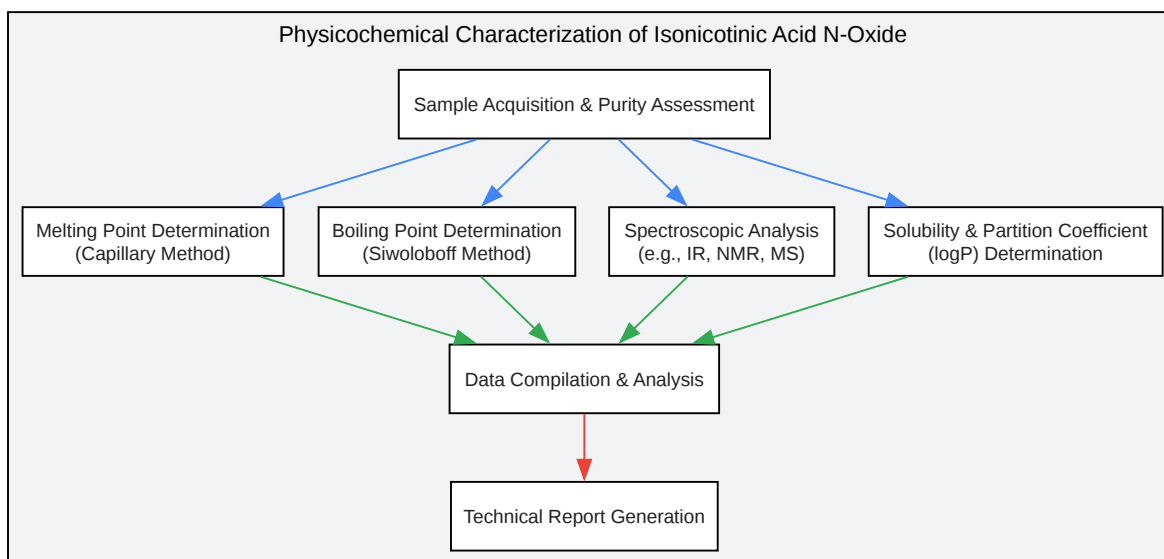 Physicochemical Characterization of Isonicotinic Acid N-Oxide
Sample Acquisition & Purity Assessment
Melting Point Determination
(Capillary Method)
Boiling Point Determination
(Siwoloboff Method)
Spectroscopic Analysis
(e.g., IR, NMR, MS)
Solubility & Partition Coefficient
(logP) Determination
Data Compilation & Analysis
Technical Report Generation